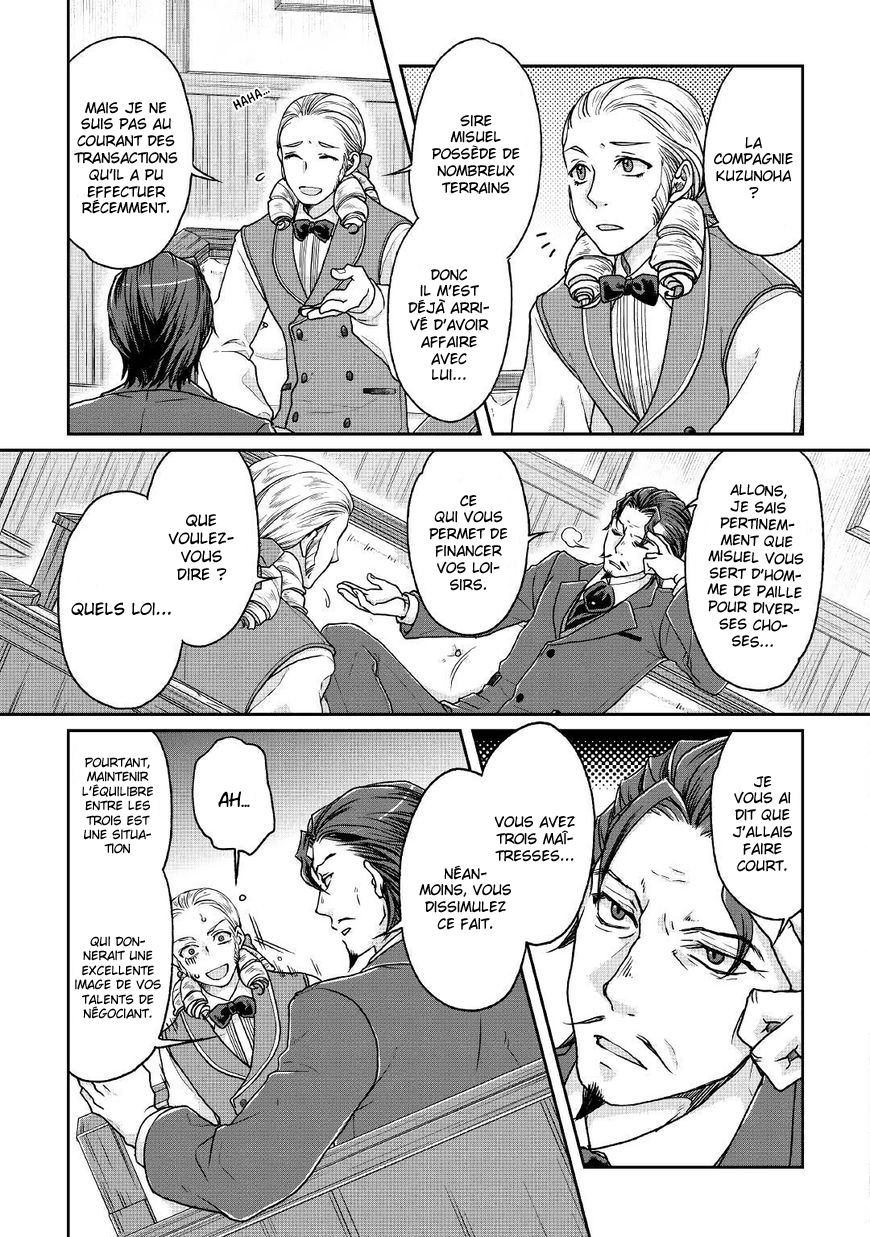 LA
COMPAGNIE
KUZUNOHA
?
SIRE
MISUEL
POSSÈDE DE
NOMBREUX
TERRAINS
DONC
IL M'EST
DÉJÀ ARRI-
VÉ D'AVOIR
AFFAIRE
AVEC
LUI...
HAHA...
MAIS JE NE
SUIS PAS AU
COURANT DES
TRANSACTIONS
QU'IL A PU
EFFECTUER
RÉCEMMENT.
ALLONS,
JE SAIS
PERTINEM-
MENT QUE
MISUEL VOUS
SERT D'HOM-
ME DE PAILLE
POUR DIVER-
SES CHO-
SES...
CE
QUI VOUS
PERMET DE
FINANCER
VOS LOI-
SIRS.
QUE
VOULEZ-
VOUS
DIRE ?
QUELS LOI...
JE
VOUS AI
DIT QUE
J'ALLAIS
FAIRE
COURT.
VOUS AVEZ
TROIS MAÎ-
TRESSES...
NÉAN-
MOINS, VOUS
DISSIMULEZ
CE FAIT.
AH...
POURTANT,
MAINTENIR
L'ÉQUILIBRE
ENTRE LES
TROIS EST
UNE SITUA-
TION
QUI DON-
NERAIT UNE
EXCELLENTE
IMAGE DE VOS
TALENTS DE
NÉGOCIANT.